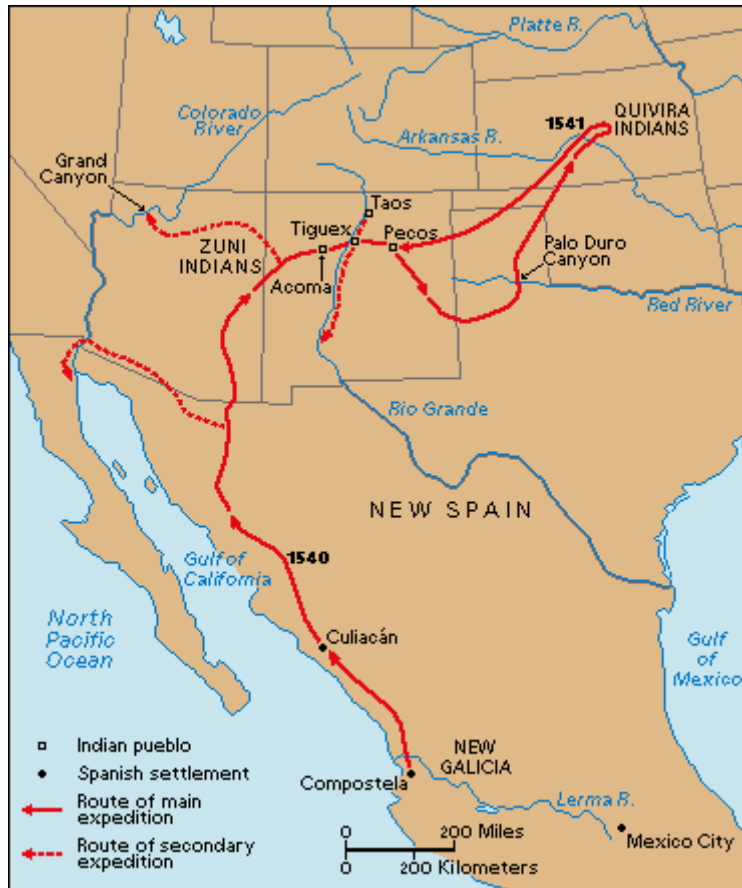 Platte R.
Colorado
River
1541
QUIVIRA
INDIANS
Arkansas R.
Grand
Canyon
Taos
Tiguex
Pecos
ZUNI
INDIANS
Acoma
Palo Duro
Canyon
Red River
Rio Grande
NEW SPAIN
Gulf of
California
1540
North
Pacific
Ocean
Culiacán
Gulf
of
Mexico
Indian pueblo
Spanish settlement
Route of main
expedition
Route of secondary
expedition
NEW
GALICIA
Compostela
Lerma R.
Mexico City
0 200 Miles
0 200 Kilometers